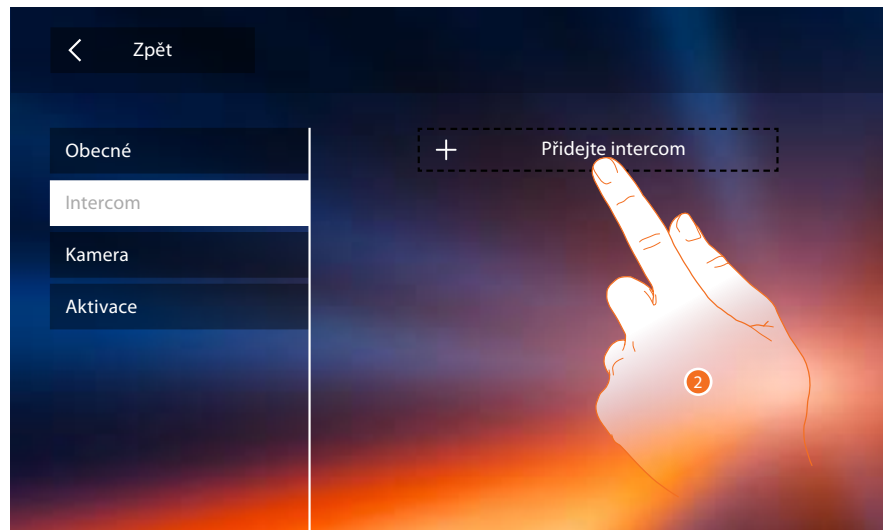 Zpět
Obecné
Intercom
Kamera
Aktivace
Přidejte intercom
2